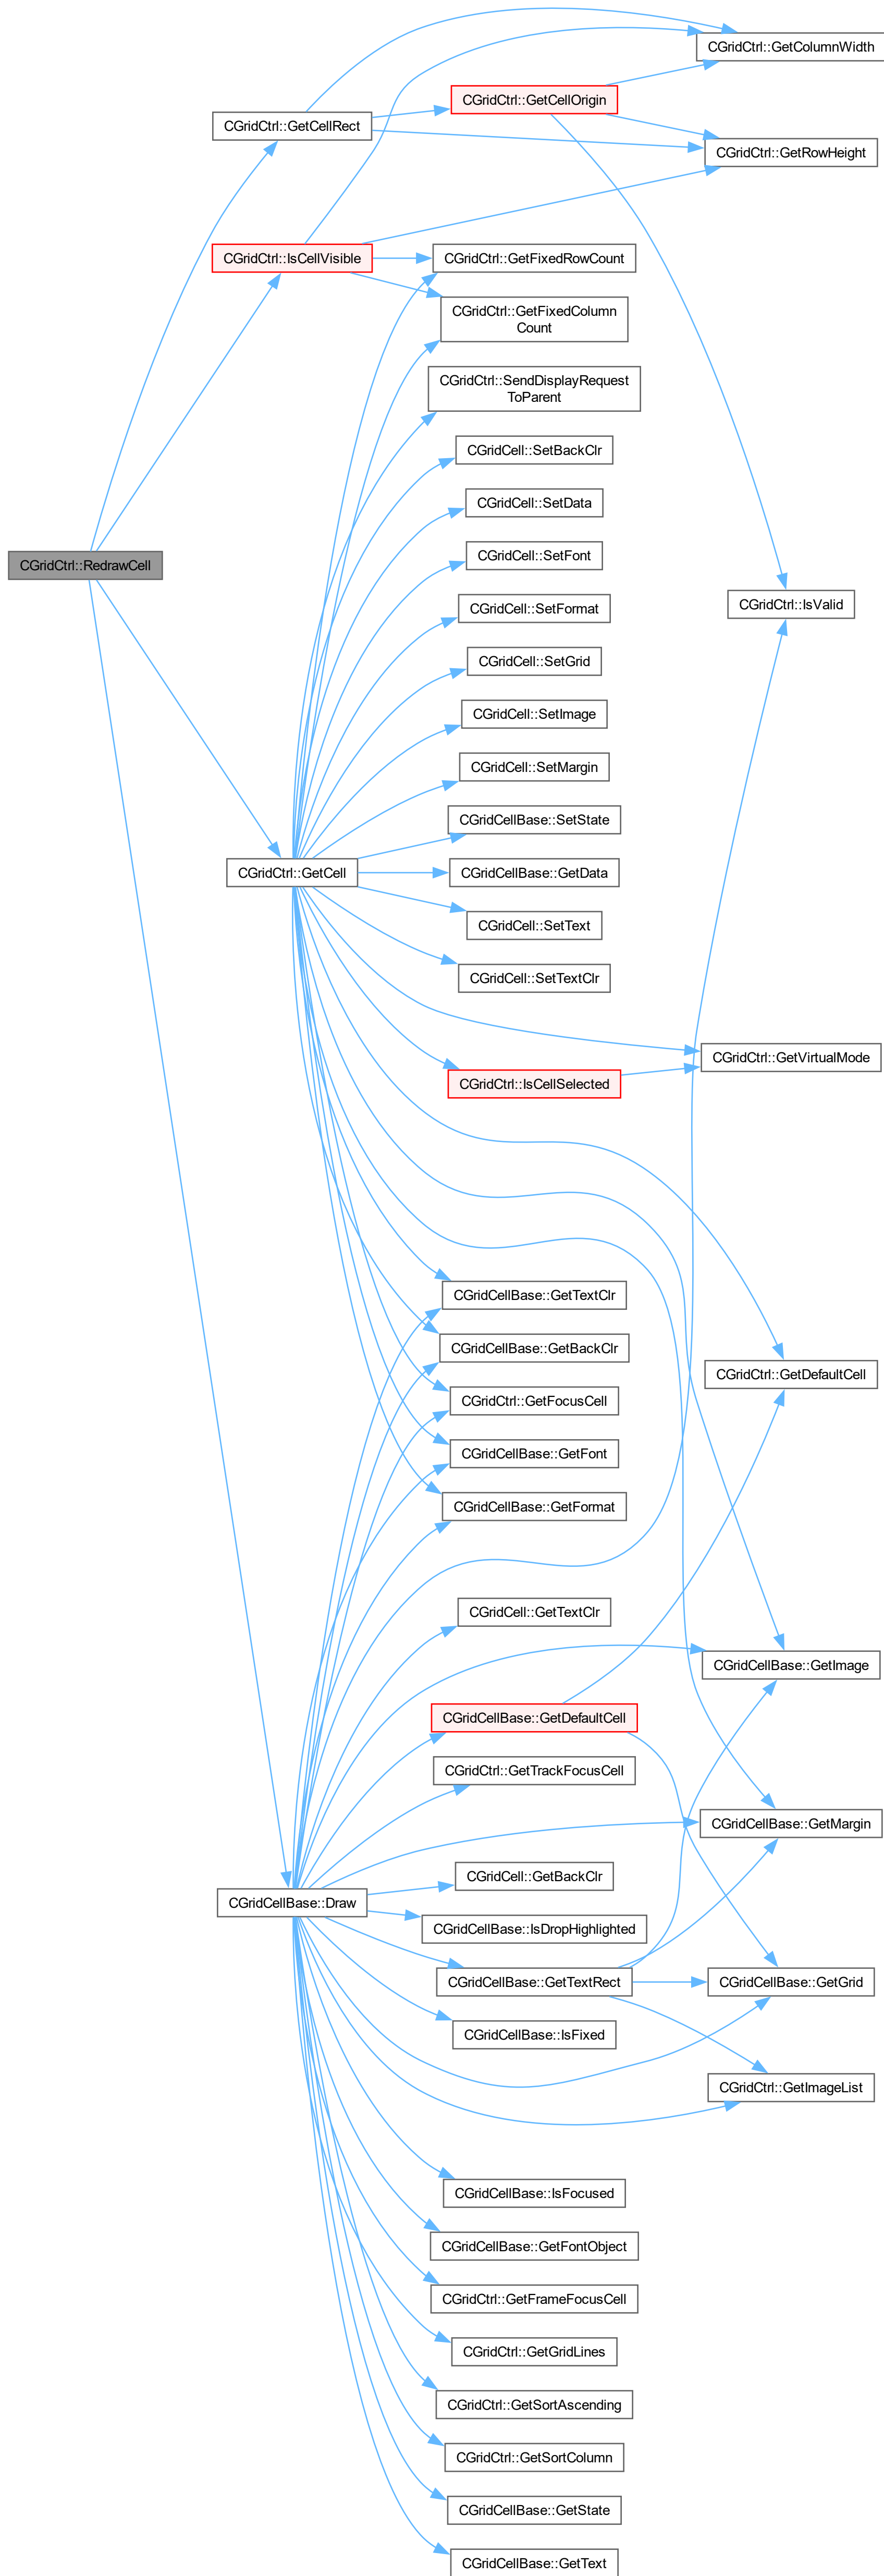 CGridCtrl::GetColumnWidth
CGridCtrl::GetCellOrigin
CGridCtrl::GetCellRect
CGridCtrl::GetRowHeight
CGridCtrl::IsCellVisible
CGridCtrl::GetFixedRowCount
CGridCtrl::GetFixedColumn
Count
CGridCtrl::SendDisplayRequest
ToParent
CGridCell::SetBackClr
CGridCell::SetData
CGridCell::SetFont
CGridCtrl::RedrawCell
CGridCell::SetFormat
CGridCtrl::IsValid
CGridCell::SetGrid
CGridCell::SetImage
CGridCell::SetMargin
CGridCellBase::SetState
CGridCtrl::GetCell
CGridCellBase::GetData
CGridCell::SetText
CGridCell::SetTextClr
CGridCtrl::GetVirtualMode
CGridCtrl::IsCellSelected
CGridCellBase::GetTextClr
CGridCellBase::GetBackClr
CGridCtrl::GetDefaultCell
CGridCtrl::GetFocusCell
CGridCellBase::GetFont
CGridCellBase::GetFormat
CGridCell::GetTextClr
CGridCellBase::GetImage
CGridCellBase::GetDefaultCell
CGridCtrl::GetTrackFocusCell
CGridCellBase::GetMargin
CGridCell::GetBackClr
CGridCellBase::Draw
CGridCellBase::IsDropHighlighted
CGridCellBase::GetTextRect
CGridCellBase::GetGrid
CGridCellBase::IsFixed
CGridCtrl::GetImageList
CGridCellBase::IsFocused
CGridCellBase::GetFontObject
CGridCtrl::GetFrameFocusCell
CGridCtrl::GetGridLines
CGridCtrl::GetSortAscending
CGridCtrl::GetSortColumn
CGridCellBase::GetState
CGridCellBase::GetText